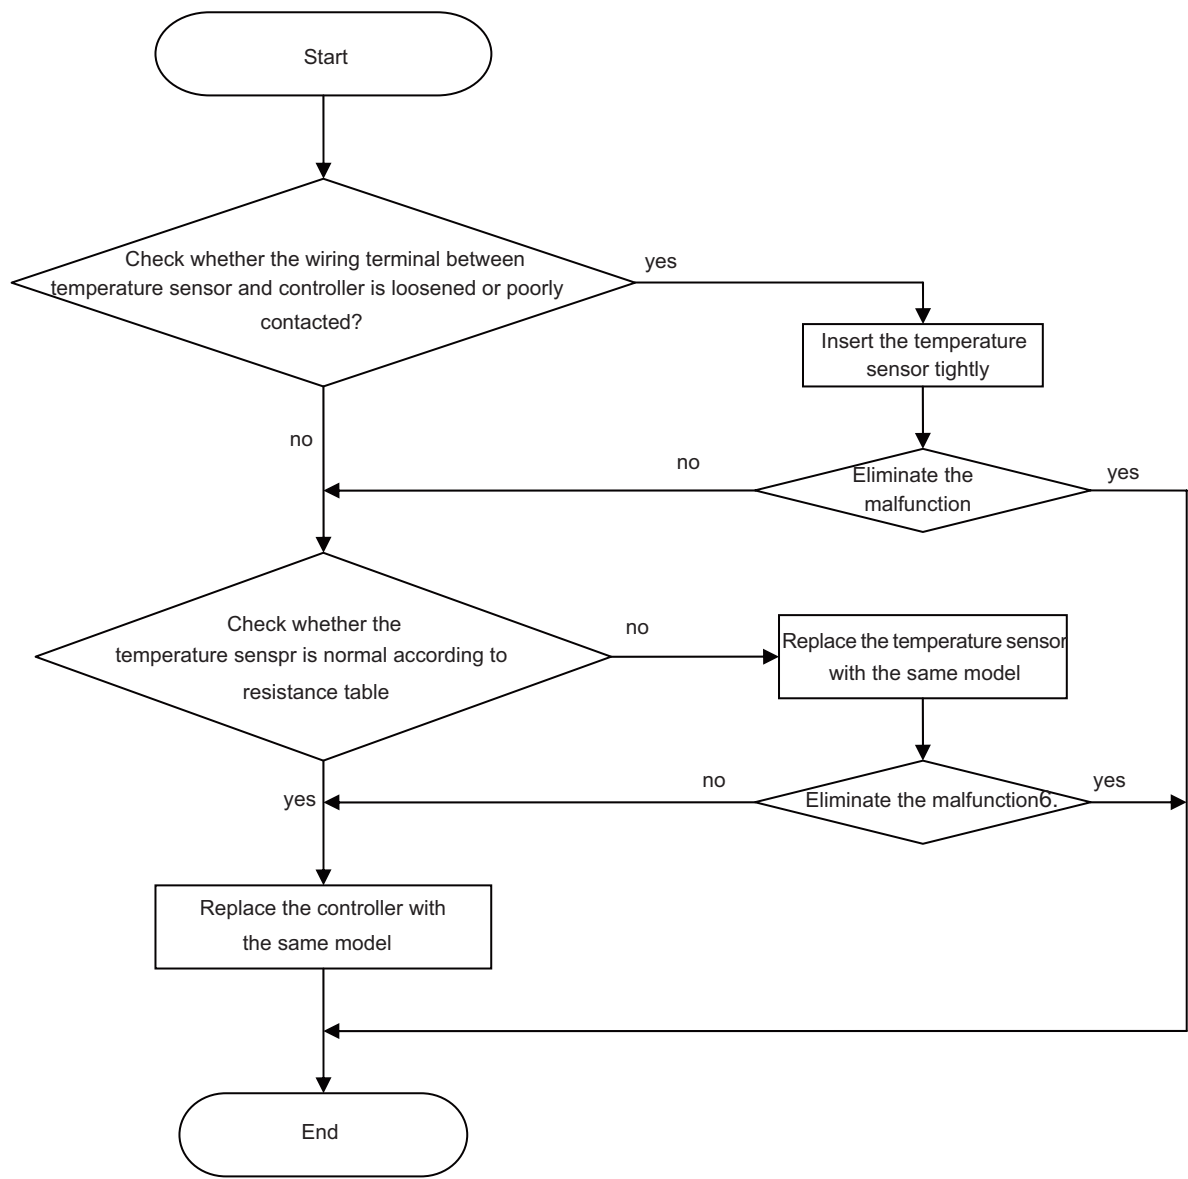 Start
Check whether the wiring terminal between
temperature sensor and controller is loosened or poorly
contacted?
yes
Insert the temperature
sensor tightly
no
no
Eliminate the
malfunction
yes
Check whether the
temperature senspr is normal according to
resistance table
no
Replace the temperature sensor
with the same model
yes
no
Eliminate the malfunction6.
yes
Replace the controller with
the same model
End